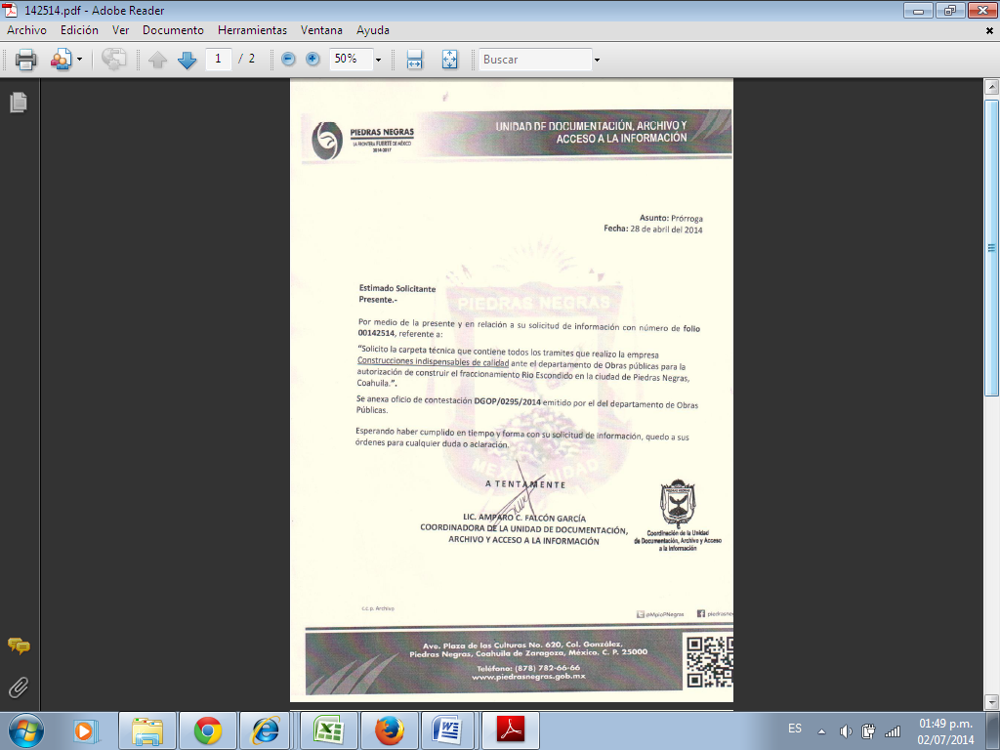 142514.pdf - Adobe Reader
Archivo Edición Ver Documento Herramientas Ventana Ayuda
1 / 2 50% Buscar
PIEDRAS NEGRAS
LA FRONTERA FUERTE DE MÉXICO
2014-2017
UNIDAD DE DOCUMENTACIÓN, ARCHIVO Y
ACCESO A LA INFORMACIÓN
Asunto: Prórroga
Fecha: 28 de abril del 2014
PIEDRAS NEGRAS
Estimado Solicitante
Presente.-
Por medio de la presente y en relación a su solicitud de información con número de folio
00142514, referente a:
“Solicito la carpeta técnica que contiene todos los tramites que realizo la empresa
Construcciones indispensables de calidad ante el departamento de Obras públicas para la
autorización de construir el fraccionamiento Rio Escondido en la ciudad de Piedras Negras,
Coahuila.”.
Se anexa oficio de contestación DGOP/0295/2014 emitido por el del departamento de Obras
Públicas.
Esperando haber cumplido en tiempo y forma con su solicitud de información, quedo a sus
órdenes para cualquier duda o aclaración.
A T E N T A M E N T E
LIC. AMPARO C. FALCÓN GARCÍA
COORDINADORA DE LA UNIDAD DE DOCUMENTACIÓN,
ARCHIVO Y ACCESO A LA INFORMACIÓN
PIEDRAS NEGRAS
Coordinación de la Unidad
de Documentación, Archivo y Acceso
a la Información
c.c.p. Archivo
@MpioPNegras piedrasne
Ave. Plaza de las Culturas No. 620, Col. González,
Piedras Negras, Coahuila de Zaragoza, México. C. P. 25000
Teléfono: (878) 782-66-66
www.piedrasnegras.gob.mx
ES
01:49 p.m.
02/07/2014